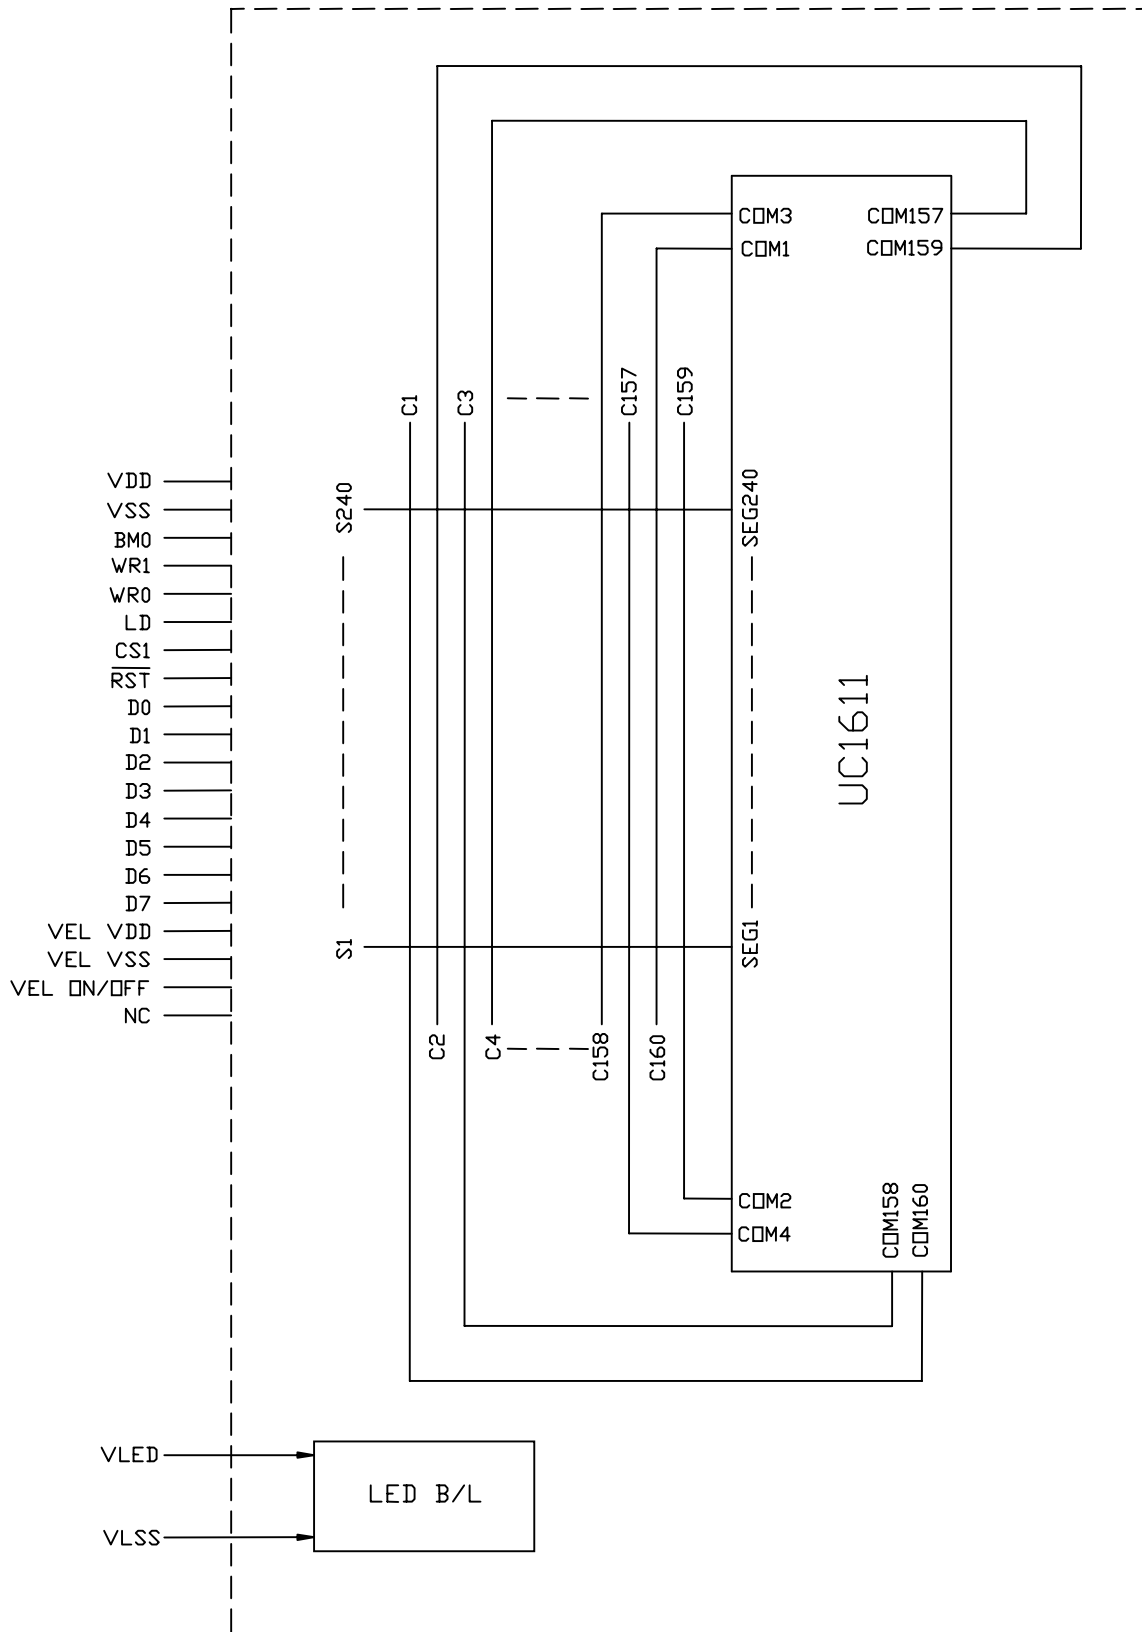 COM3
COM157
COM1
COM159
C1
C3
C157
C159
S240
SEG240
VDD
VSS
BM0
WR1
WR0
LD
CS1
RST
D0
D1
D2
D3
D4
D5
D6
D7
VEL VDD
VEL VSS
VEL ON/OFF
NC
UC1611
S1
SEG1
C2
C4
C158
C160
COM2
COM4
COM158
COM160
VLED
LED B/L
VLSS